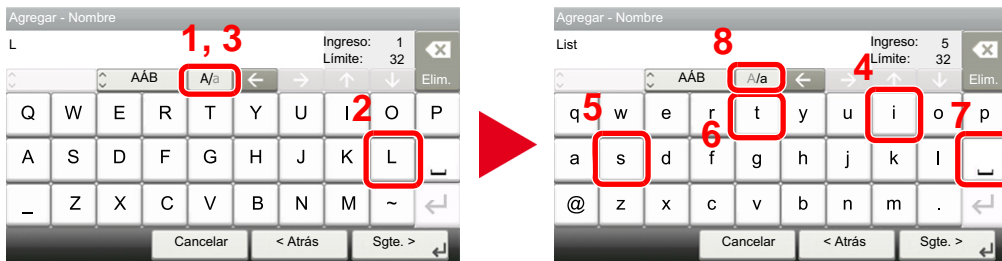 Agregar - Nombre
L
1, 3
Ingreso: 1
Límite: 32
AÁB
A/a
Elim.
Q W E R T Y U I 2 O P
A S D F G H J K L
_ Z X C V B N M ~
Cancelar
< Atrás
Sgte. >
Agregar - Nombre
List
8
Ingreso: 5
Límite: 32
4
AÁB
A/a
Elim.
5
7
q w e r t y u i o p
6
a s d f g h j k l
@ z x c v b n m .
Cancelar
< Atrás
Sgte. >